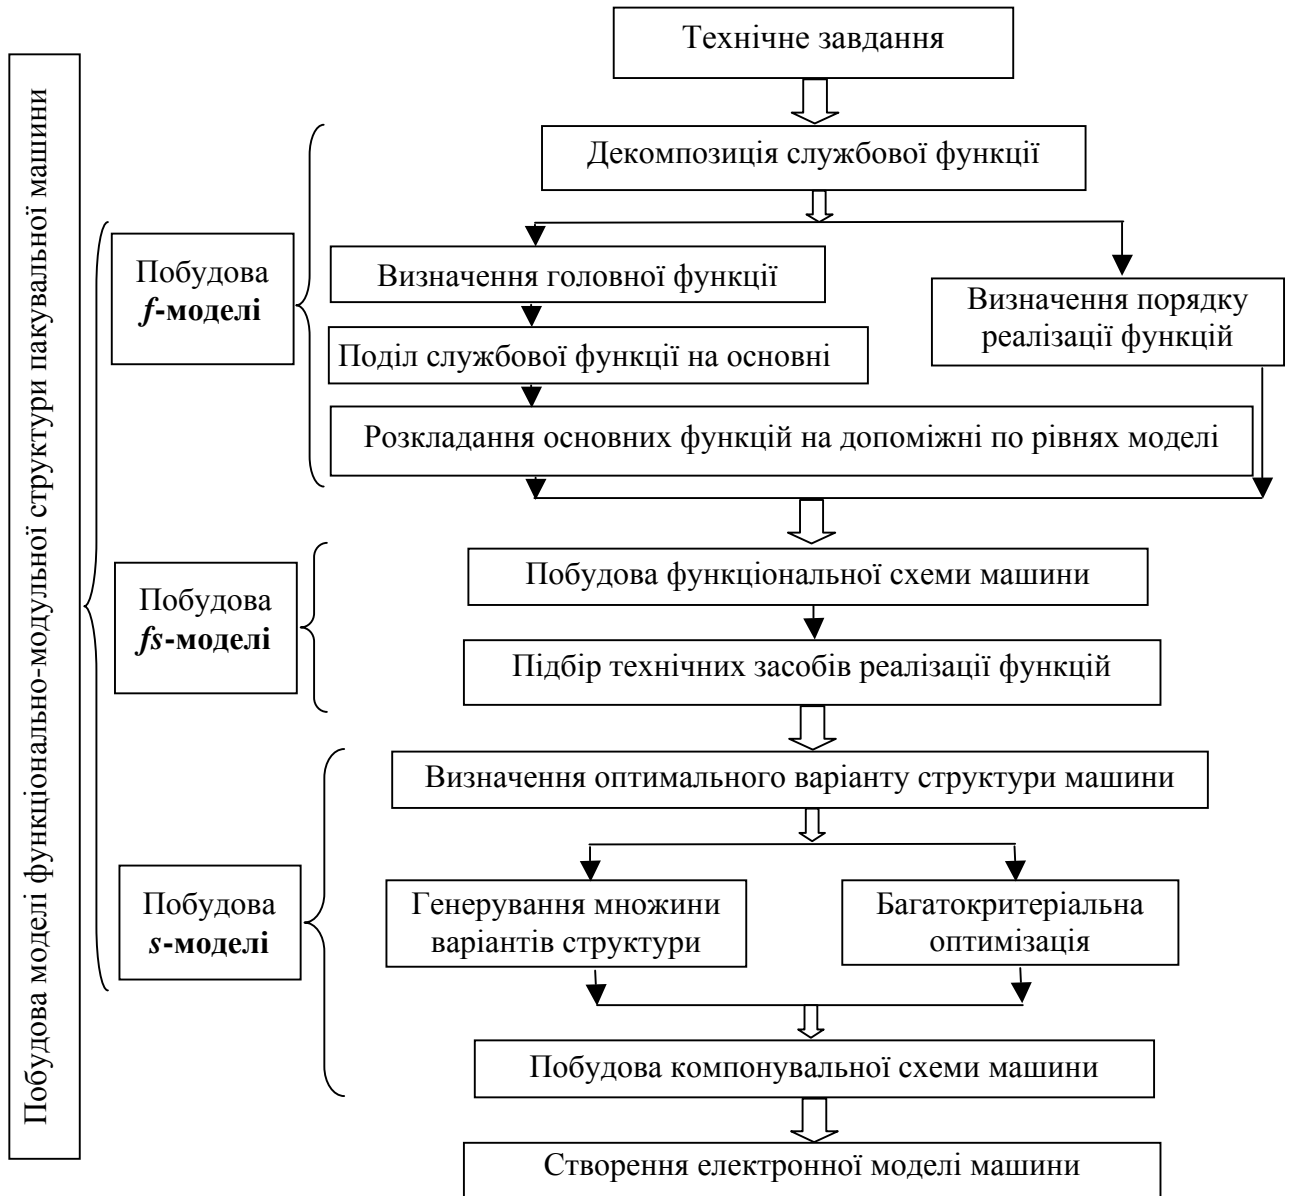 Технічне завдання
Побудова моделі функціонально-модульної структури пакувальної машини
Декомпозиція службової функції
Побудова
f-моделі
Визначення головної функції
Визначення порядку
реалізації функцій
Поділ службової функції на основні
Розкладання основних функцій на допоміжні по рівнях моделі
Побудова
fs-моделі
Побудова функціональної схеми машини
Підбір технічних засобів реалізації функцій
Визначення оптимального варіанту структури машини
Побудова
s-моделі
Генерування множини
варіантів структури
Багатокритеріальна
оптимізація
Побудова компонувальної схеми машини
Створення електронної моделі машини